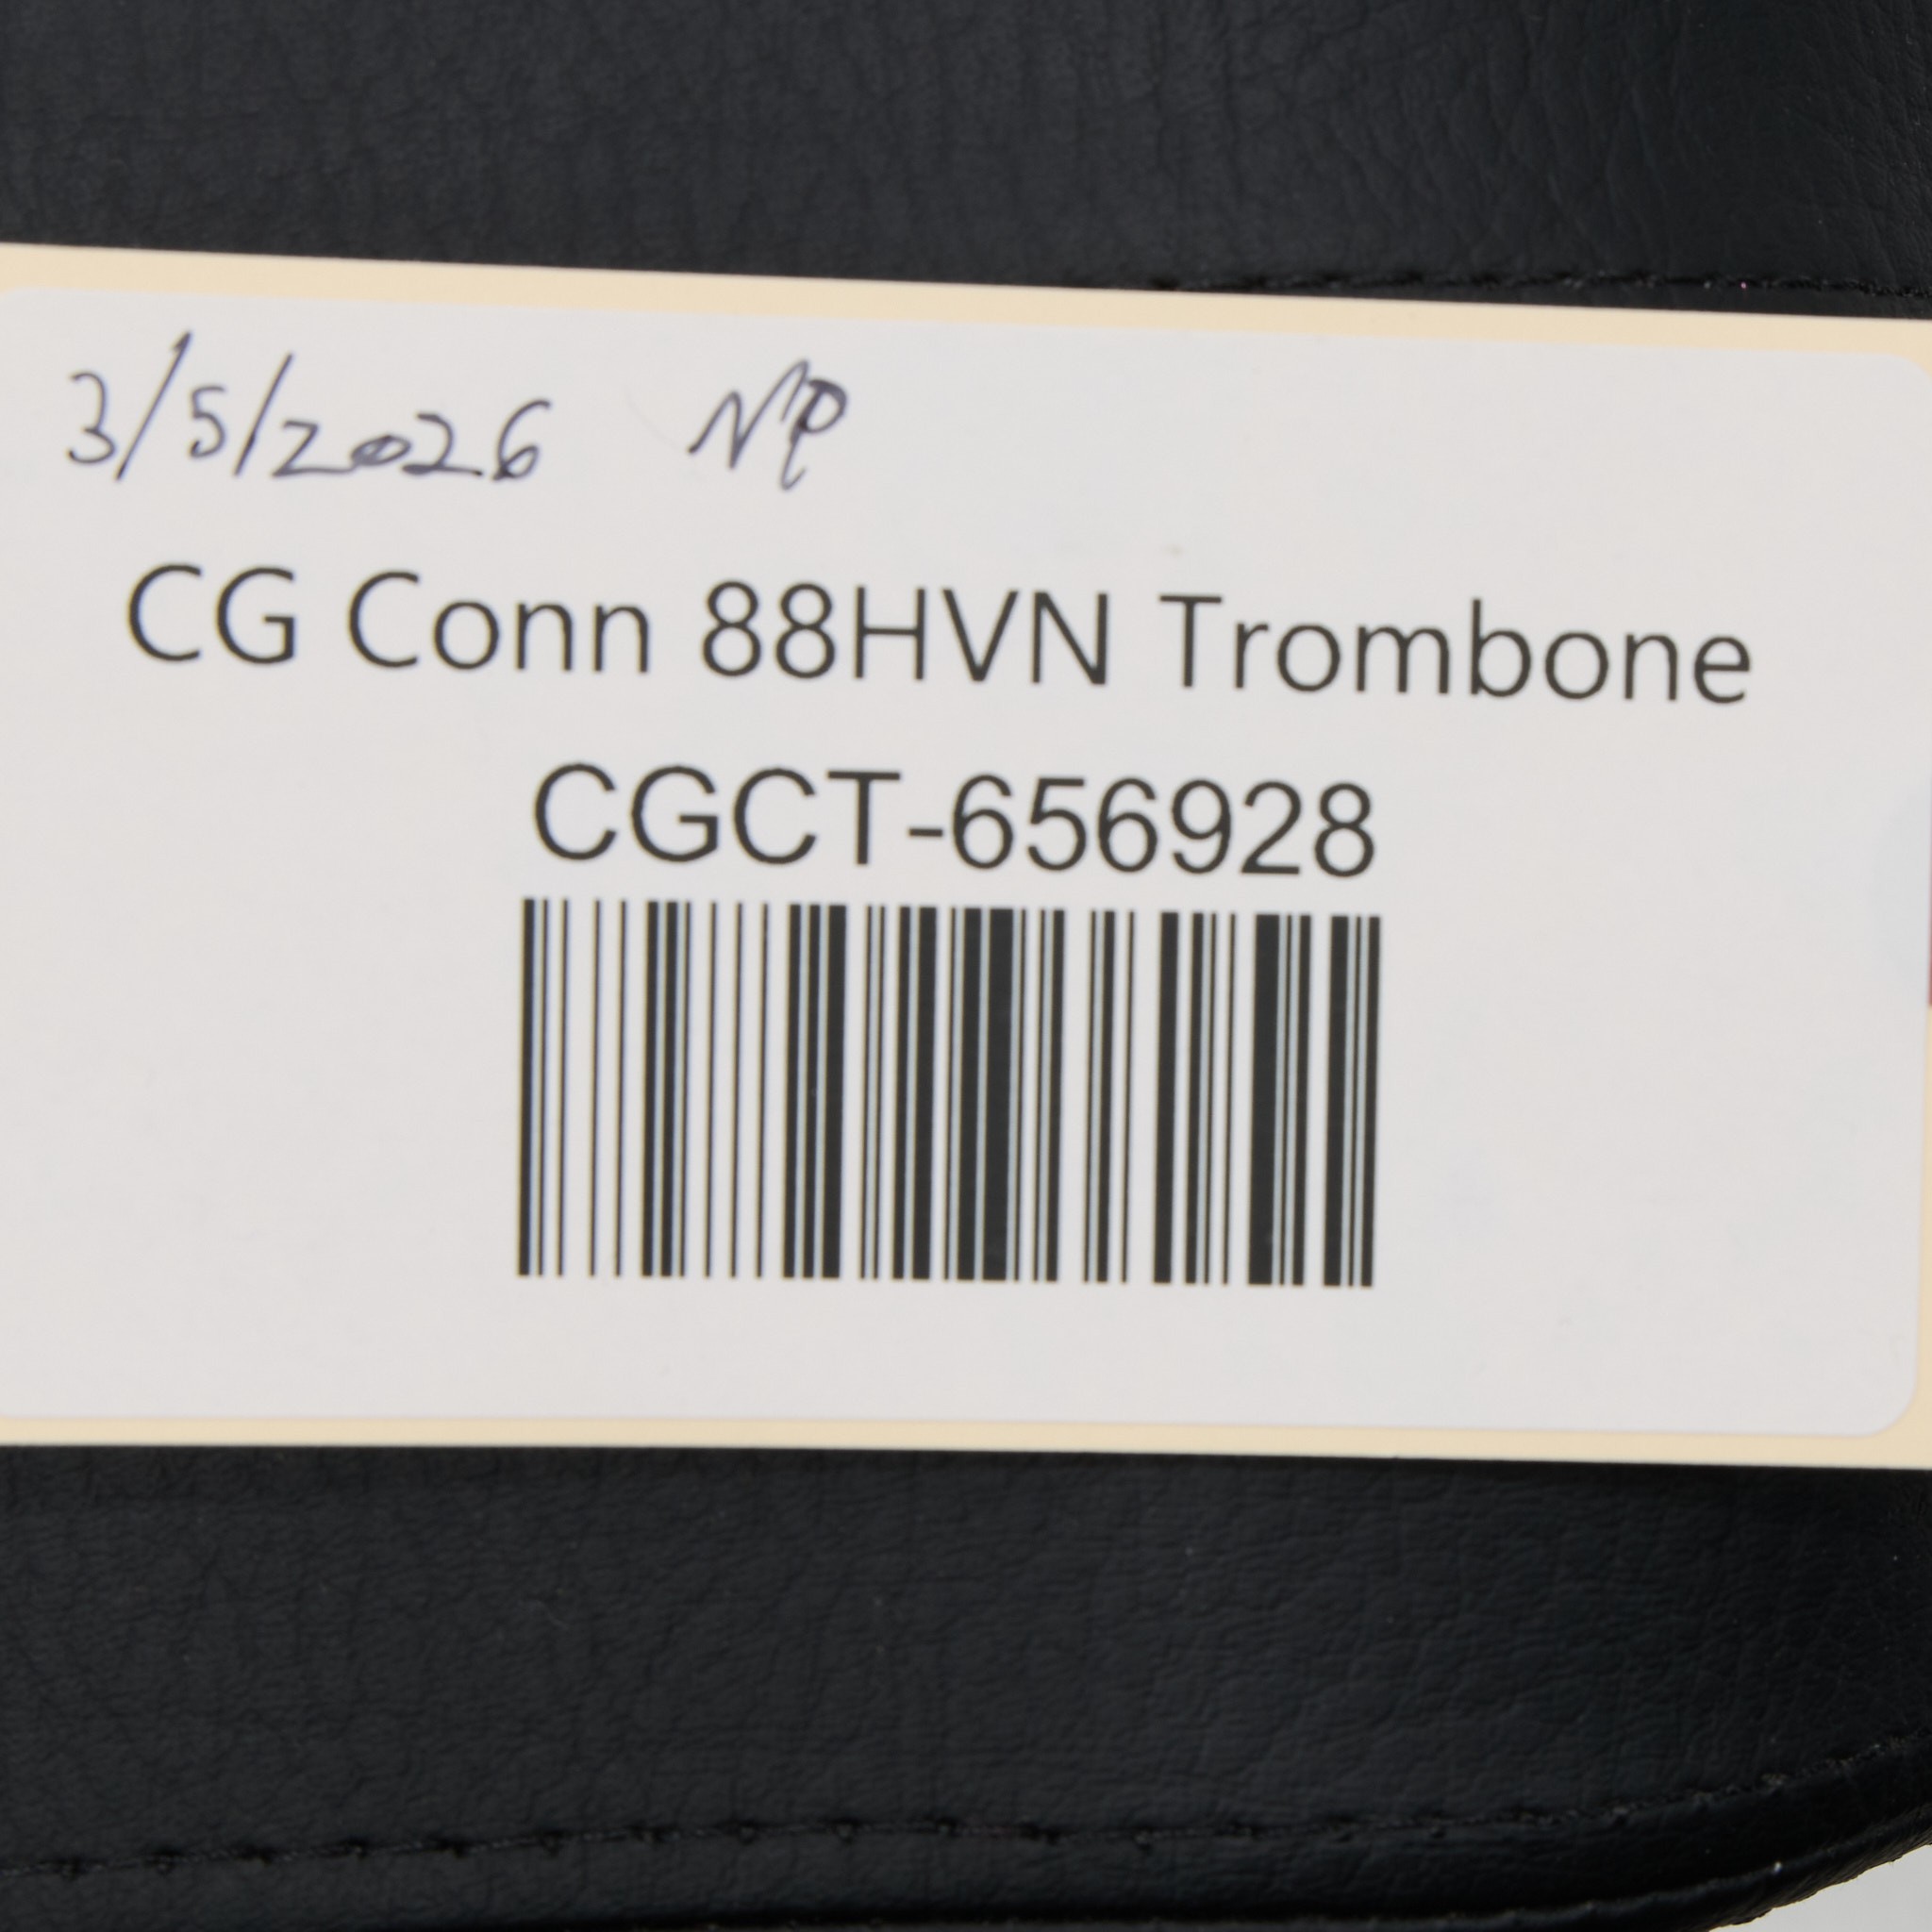 3/5/2026 NP
CG Conn 88HVN Trombone
CGCT-656928